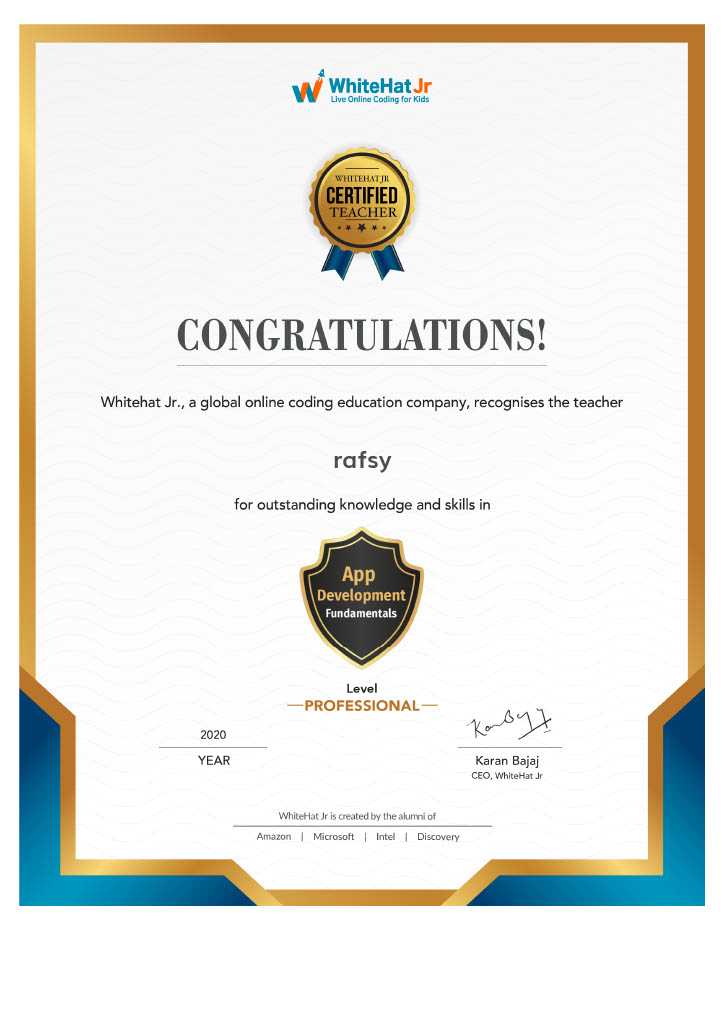 WhiteHat Jr
Live Online Coding for Kids
WHITEHAT JR
CERTIFIED
TEACHER
CONGRATULATIONS!
Whitehat Jr., a global online coding education company, recognises the teacher
rafsy
for outstanding knowledge and skills in
App
Development
Fundamentals
Level
PROFESSIONAL
2020
YEAR
Karan Bajaj
CEO, WhiteHat Jr
WhiteHat Jr is created by the alumni of
Amazon | Microsoft | Intel | Discovery